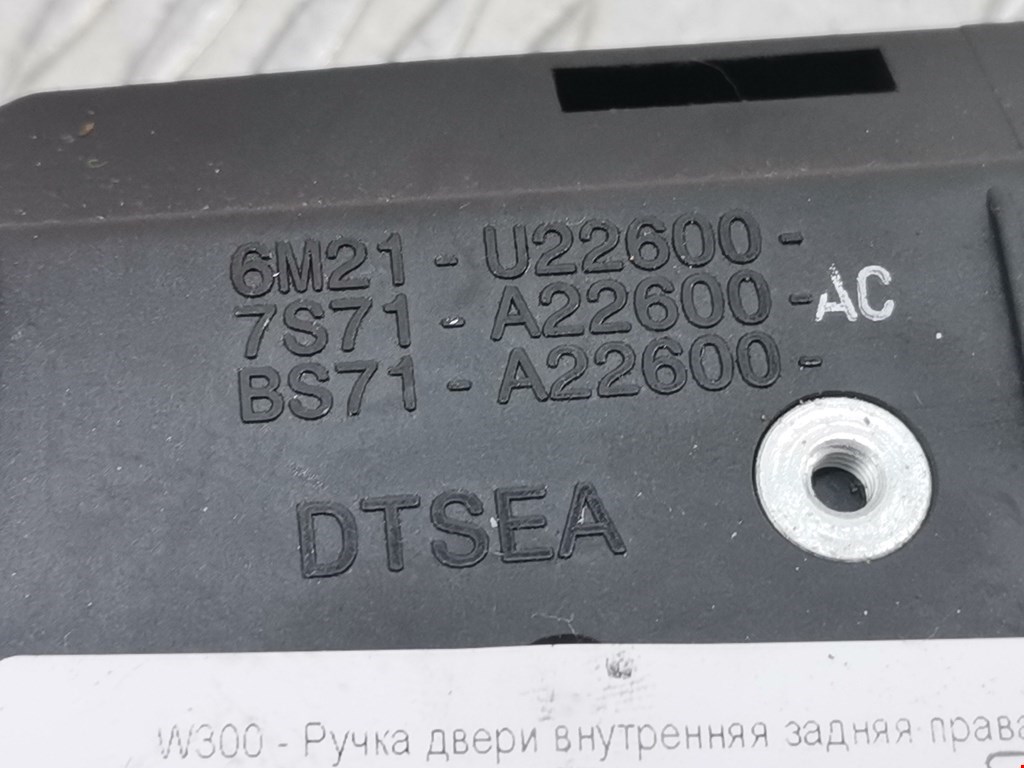 6M21-U22600-
7S71-A22600-AC
BS71-A22600-
DTSEA
W300 - Ручка двери внутренняя задняя права